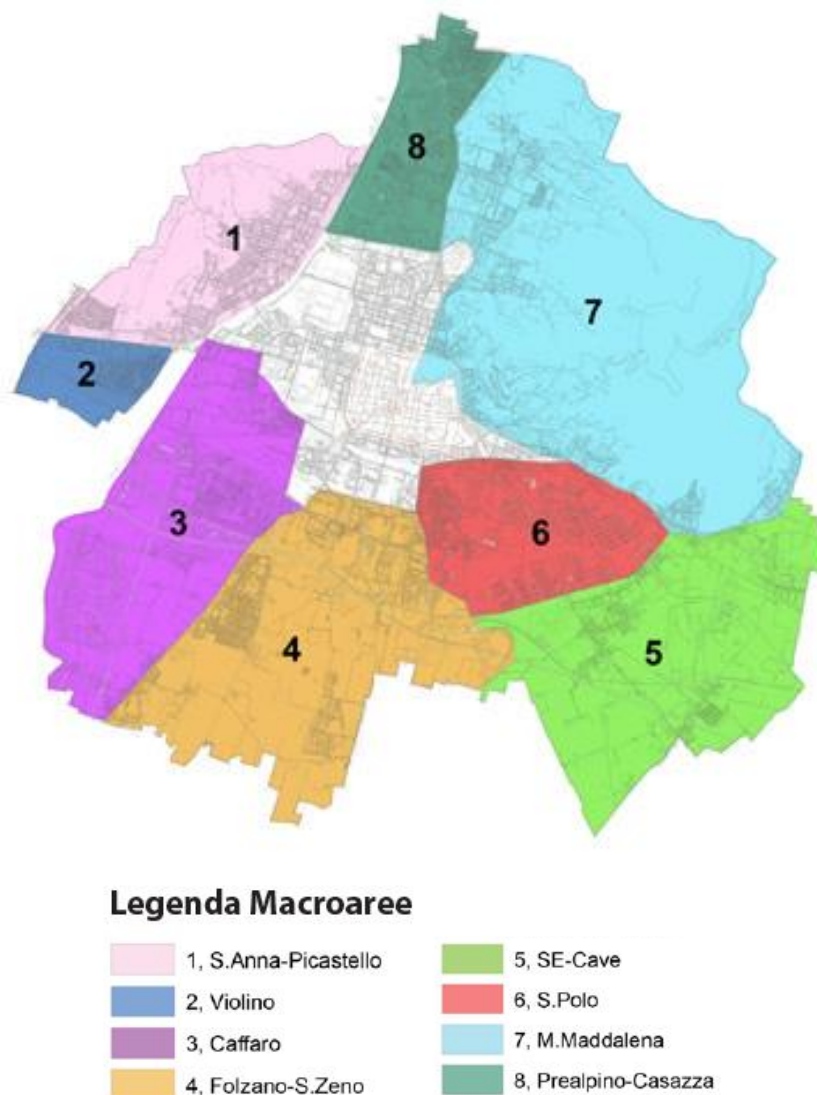 8
1
7
2
3
6
4
5
Legenda Macroaree
1, S.Anna-Picastello
2, Violino
3, Caffaro
4, Folzano-S.Zeno
5, SE-Cave
6, S.Polo
7, M.Maddalena
8, Prealpino-Casazza